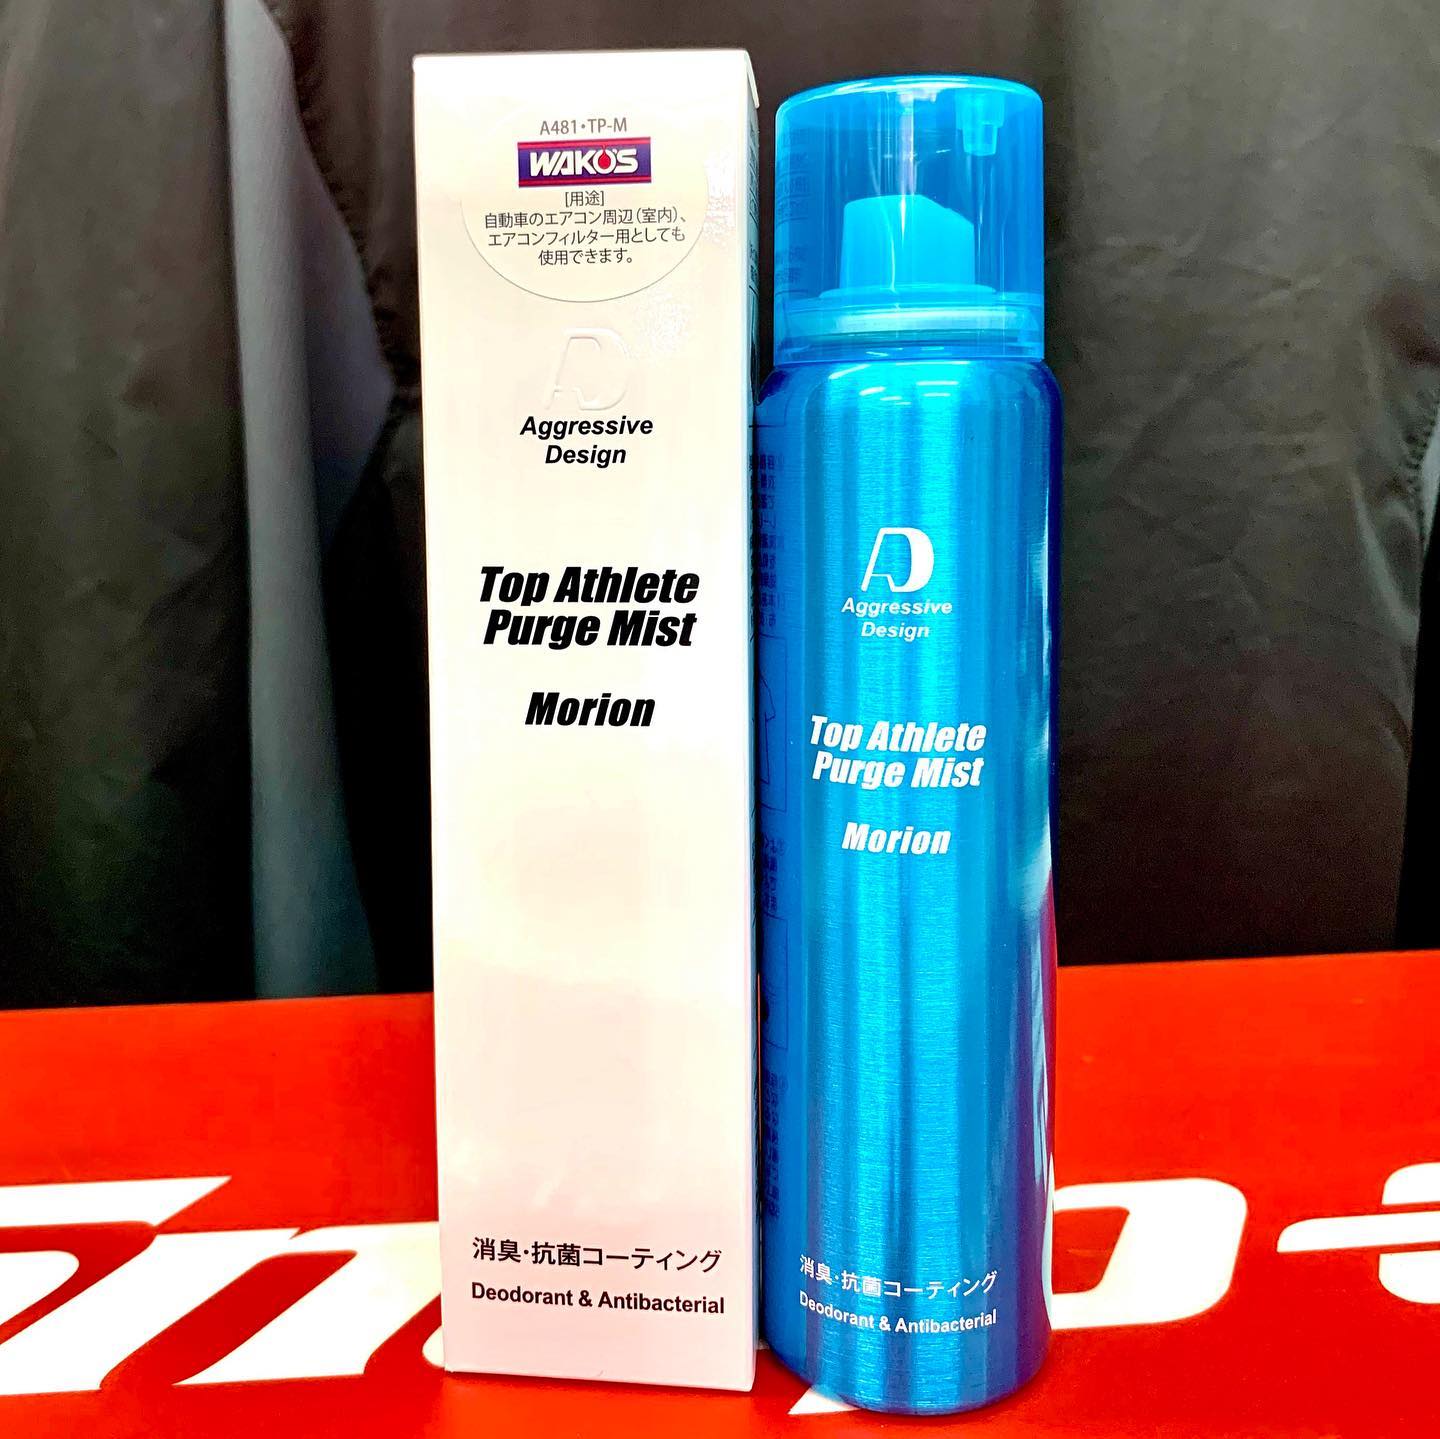 A481・TP-M
WAKO'S
[用途]
自動車のエアコン周辺(室内)、
エアコンフィルター用としても
使用できます。
AD
Aggressive
Design
Top Athlete
Purge Mist
Morion
消臭・抗菌コーティング
Deodorant & Antibacterial
AD
Aggressive
Design
Top Athlete
Purge Mist
Morion
消臭・抗菌コーティング
Deodorant & Antibacterial